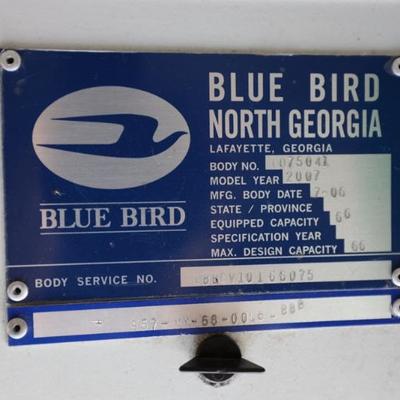 BLUE BIRD
NORTH GEORGIA
LAFAYETTE, GEORGIA
BODY NO.
MODEL YEAR 2007
MFG. BODY DATE 7-06
STATE / PROVINCE
EQUIPPED CAPACITY 66
SPECIFICATION YEAR
MAX. DESIGN CAPACITY 66
BLUE BIRD
BODY SERVICE NO.